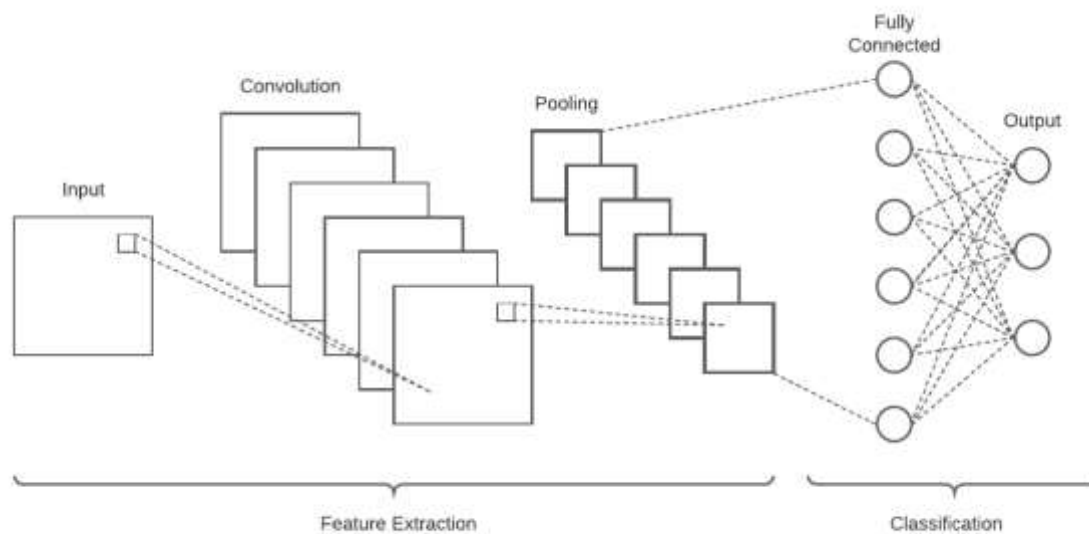 Fully
Connected
Convolution
Pooling
Output
Input
Feature Extraction
Classification